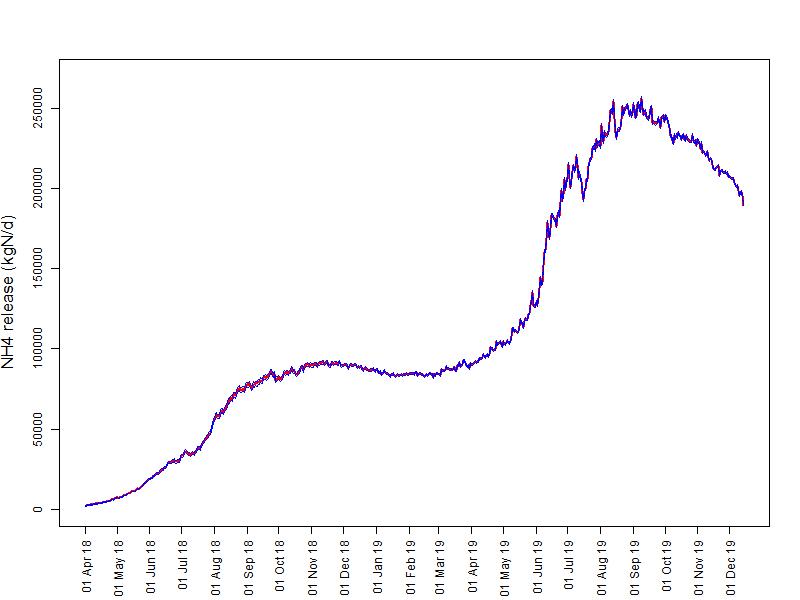 NH4 release (kgN/d)
250000
200000
150000
100000
50000
0
01 Apr 18
01 May 18
01 Jun 18
01 Jul 18
01 Aug 18
01 Sep 18
01 Oct 18
01 Nov 18
01 Dec 18
01 Jan 19
01 Feb 19
01 Mar 19
01 Apr 19
01 May 19
01 Jun 19
01 Jul 19
01 Aug 19
01 Sep 19
01 Oct 19
01 Nov 19
01 Dec 19